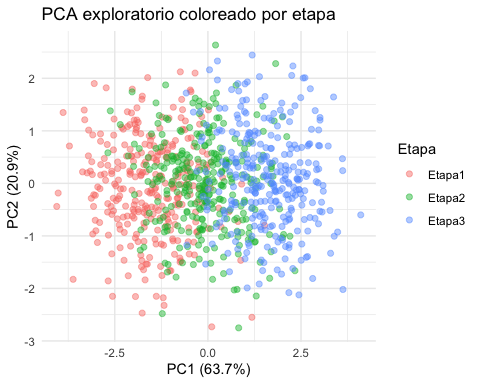 PCA exploratorio coloreado por etapa
PC2 (20.9%)
2
1
0
-1
-2
-3
-2.5
0.0
2.5
PC1 (63.7%)
Etapa
Etapa1
Etapa2
Etapa3